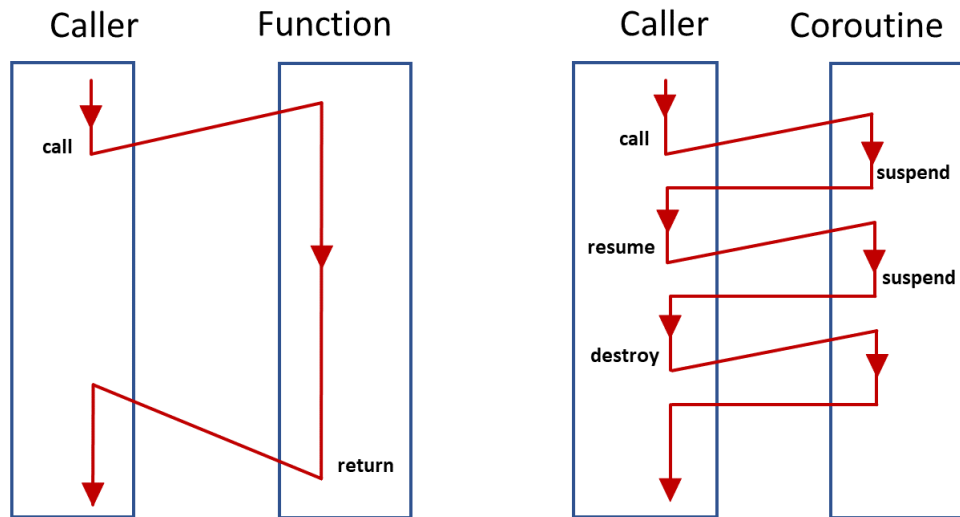 Caller
Function
call
return
Caller
Coroutine
call
suspend
resume
suspend
destroy